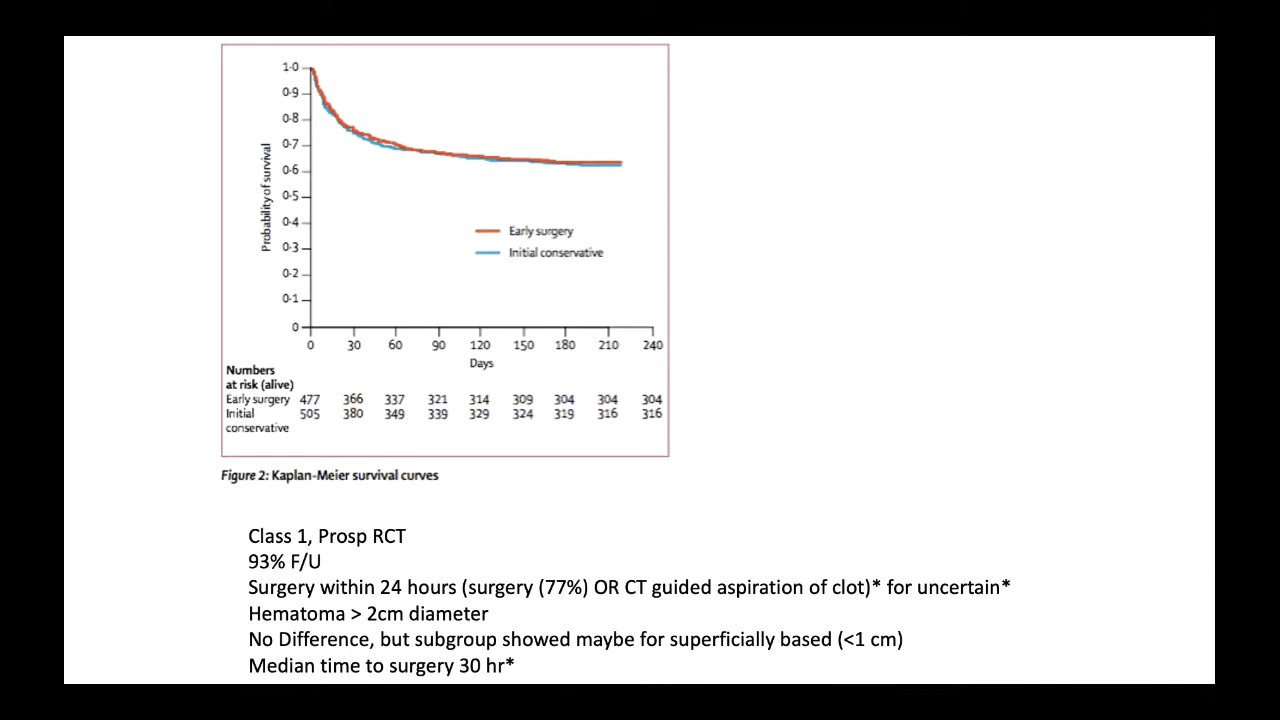 1·0
0·9
0·8
0·7
0·6
0·5
0·4
0·3
0·2
0·1
0
Probability of survival
Early surgery
Initial conservative
0 30 60 90 120 150 180 210 240
Days
Numbers
at risk (alive)
Early surgery 477 366 337 321 314 309 304 304 304
Initial 505 380 349 339 329 324 319 316 316
conservative
Figure 2: Kaplan-Meier survival curves
Class 1, Prosp RCT
93% F/U
Surgery within 24 hours (surgery (77%) OR CT guided aspiration of clot)* for uncertain*
Hematoma > 2cm diameter
No Difference, but subgroup showed maybe for superficially based (<1 cm)
Median time to surgery 30 hr*